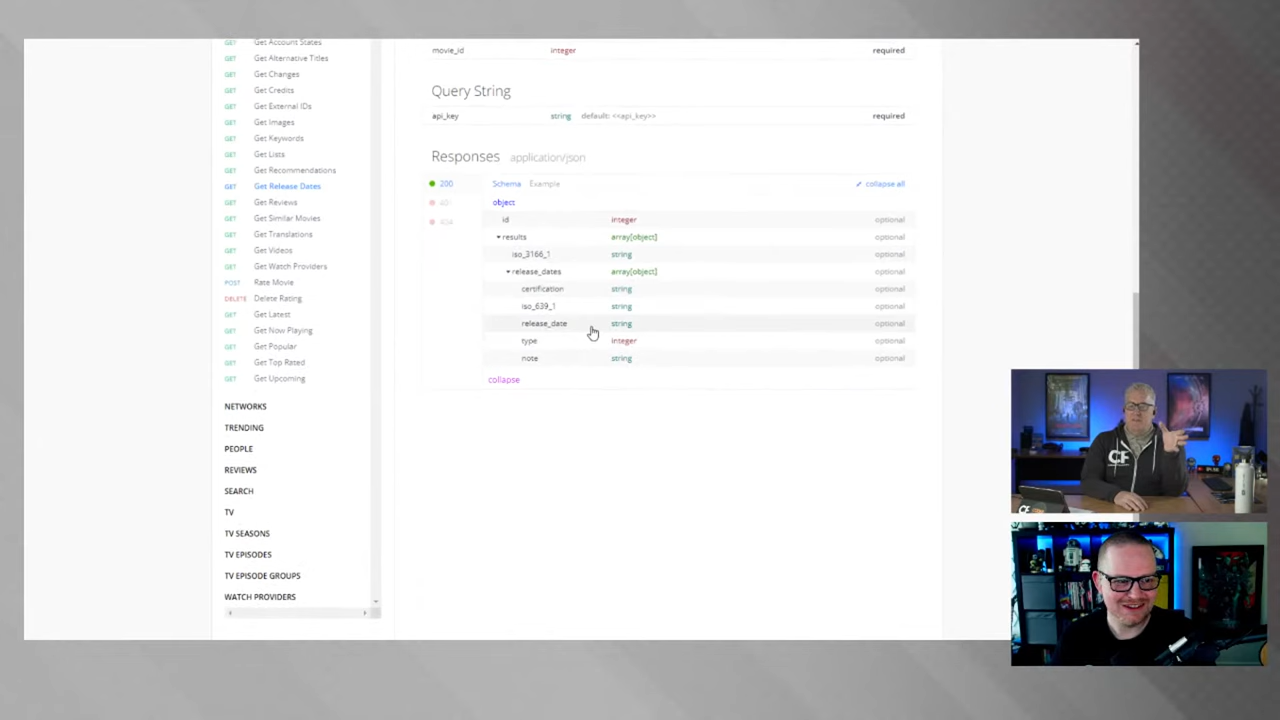 GET Get Account States
GET Get Alternative Titles
GET Get Changes
GET Get Credits
GET Get External IDs
GET Get Images
GET Get Keywords
GET Get Lists
GET Get Recommendations
GET Get Release Dates
GET Get Reviews
GET Get Similar Movies
GET Get Translations
GET Get Videos
GET Get Watch Providers
POST Rate Movie
DELETE Delete Rating
GET Get Latest
GET Get Now Playing
GET Get Popular
GET Get Top Rated
GET Get Upcoming
NETWORKS
TRENDING
PEOPLE
REVIEWS
SEARCH
TV
TV SEASONS
TV EPISODES
TV EPISODE GROUPS
WATCH PROVIDERS
movie_id integer required
Query String
api_key string default: <<api_key>> required
Responses application/json
200 Schema Example collapse all
401
404
object
id integer optional
results array[object] optional
iso_3166_1 string optional
release_dates array[object] optional
certification string optional
iso_639_1 string optional
release_date string optional
type integer optional
note string optional
collapse
CF